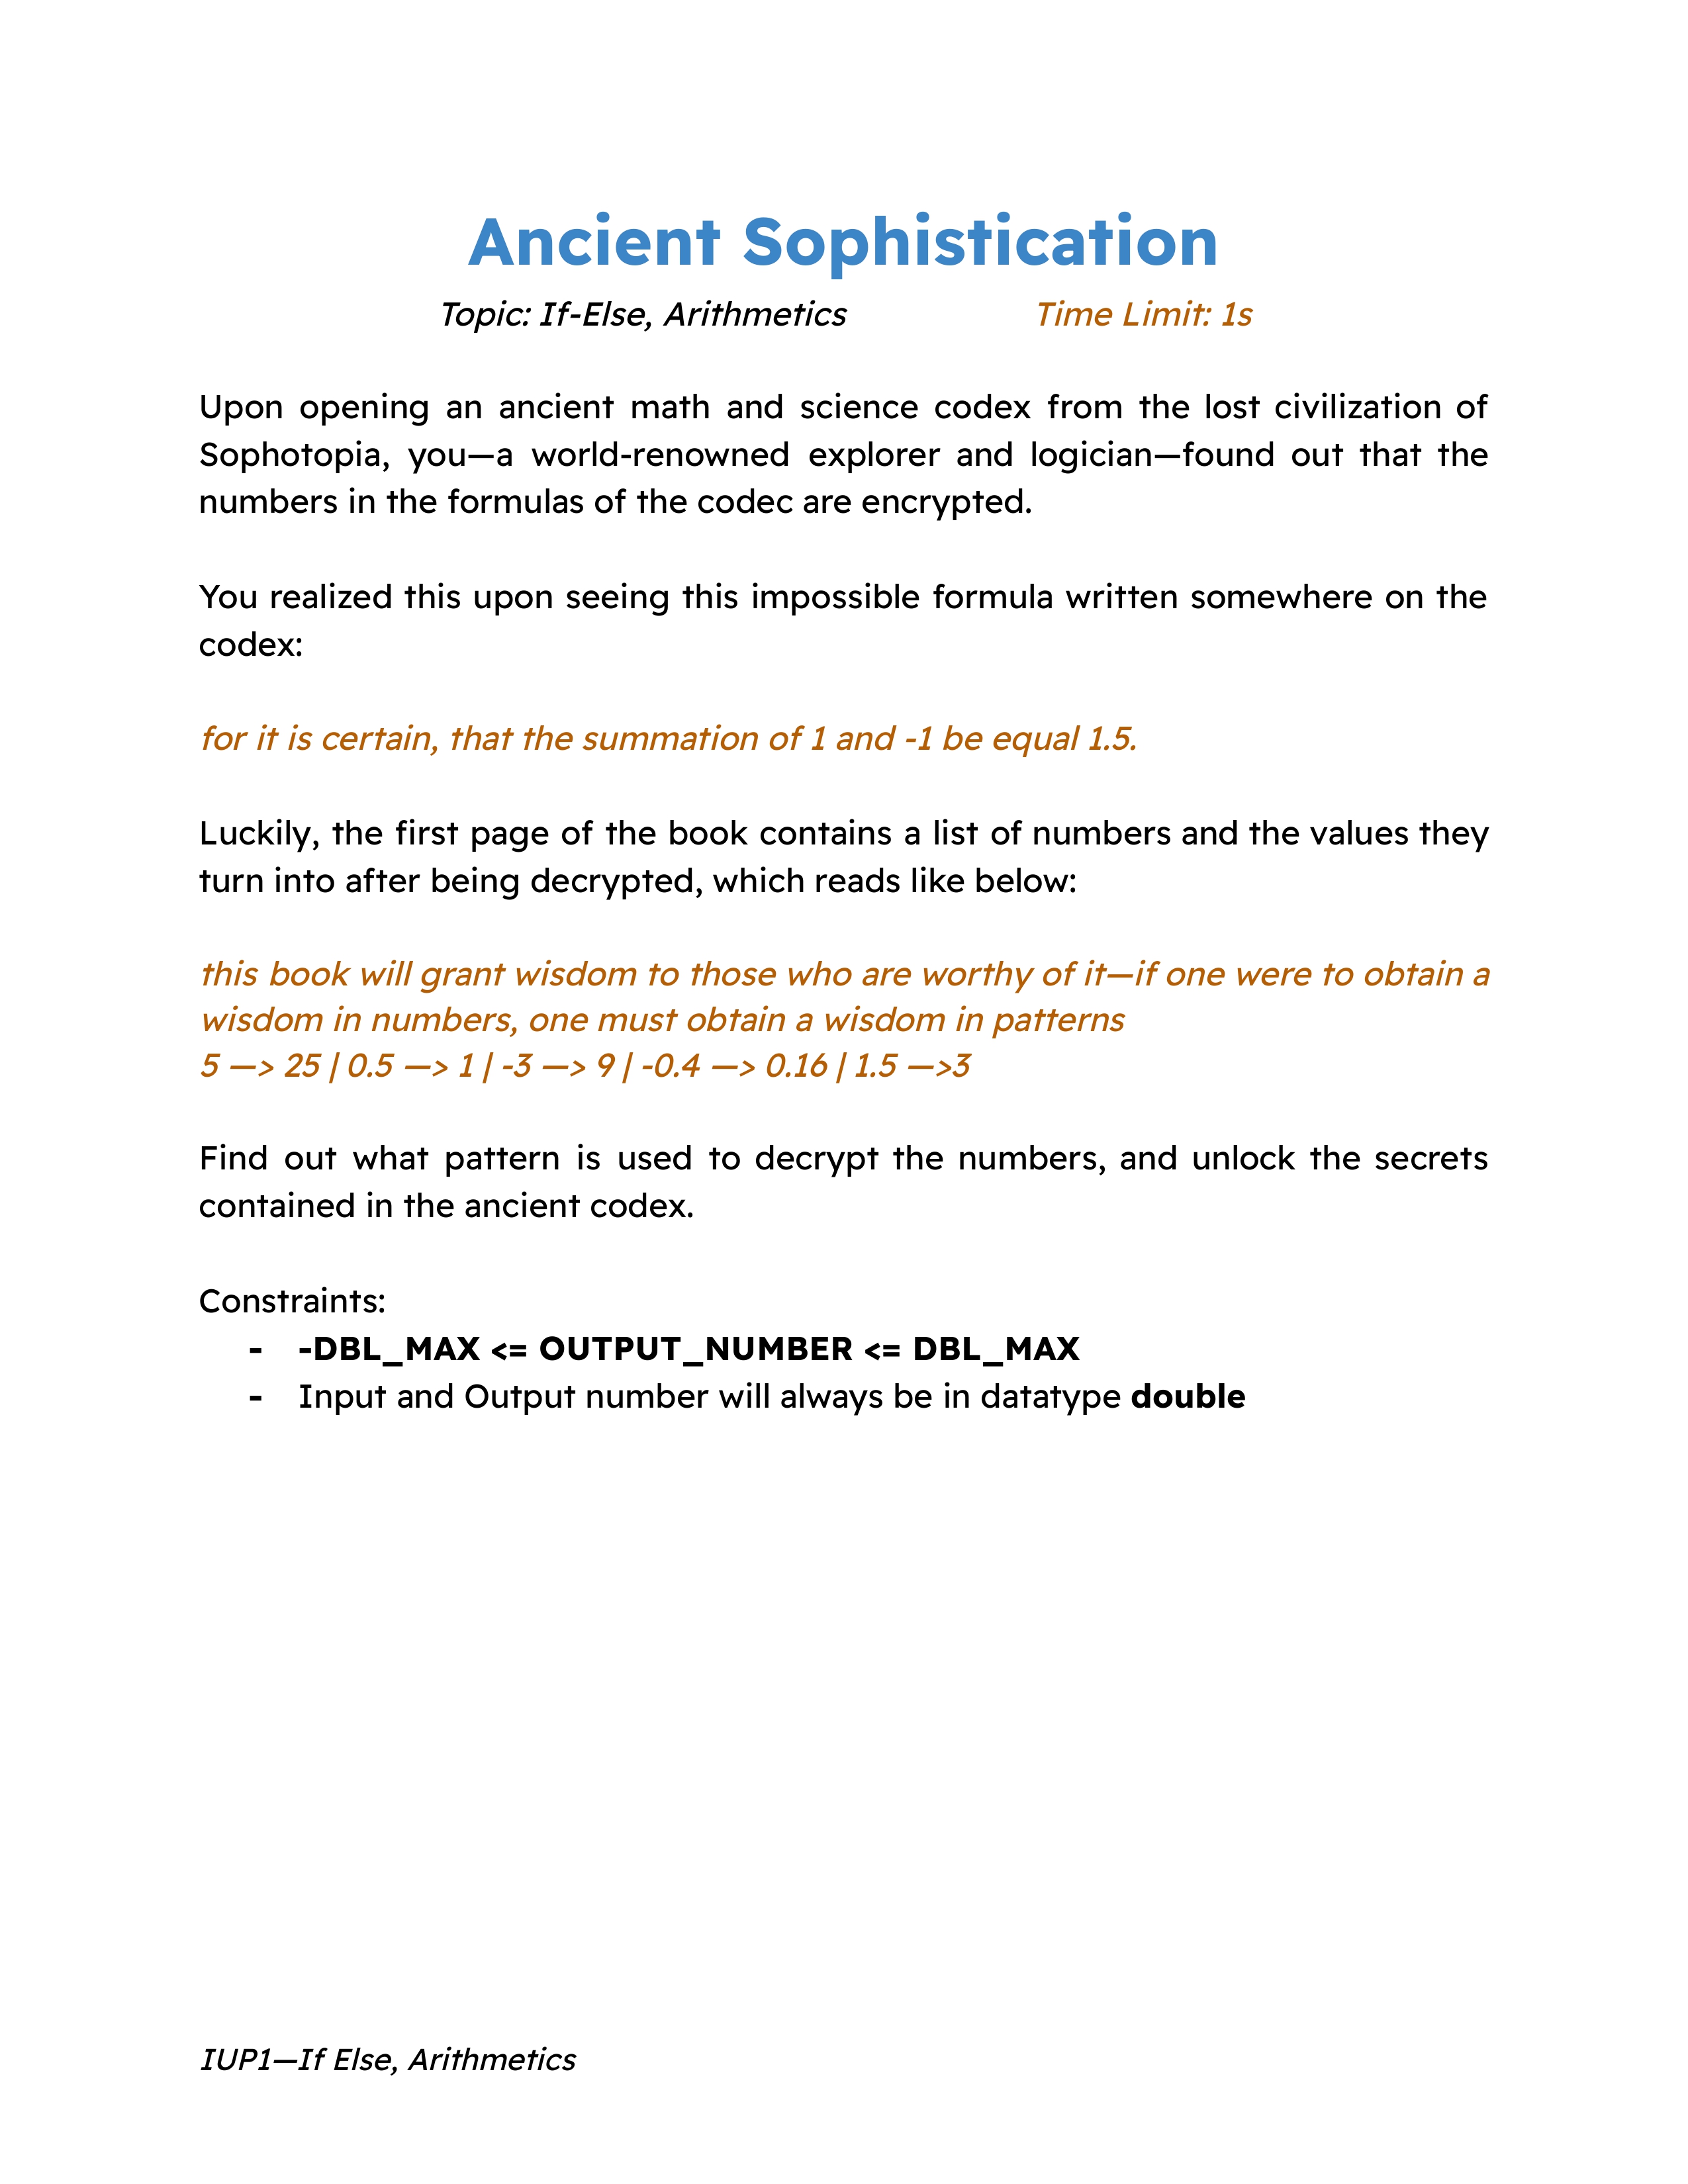 Ancient Sophistication
Topic: If-Else, Arithmetics Time Limit: 1s
Upon opening an ancient math and science codex from the lost civilization of
Sophotopia, you—a world-renowned explorer and logician—found out that the
numbers in the formulas of the codec are encrypted.
You realized this upon seeing this impossible formula written somewhere on the
codex:
for it is certain, that the summation of 1 and -1 be equal 1.5.
Luckily, the first page of the book contains a list of numbers and the values they
turn into after being decrypted, which reads like below:
this book will grant wisdom to those who are worthy of it—if one were to obtain a
wisdom in numbers, one must obtain a wisdom in patterns
5 —> 25 | 0.5 —> 1 | -3 —> 9 | -0.4 —> 0.16 | 1.5 —>3
Find out what pattern is used to decrypt the numbers, and unlock the secrets
contained in the ancient codex.
Constraints:
- -DBL_MAX <= OUTPUT_NUMBER <= DBL_MAX
- Input and Output number will always be in datatype double
IUP1—If Else, Arithmetics